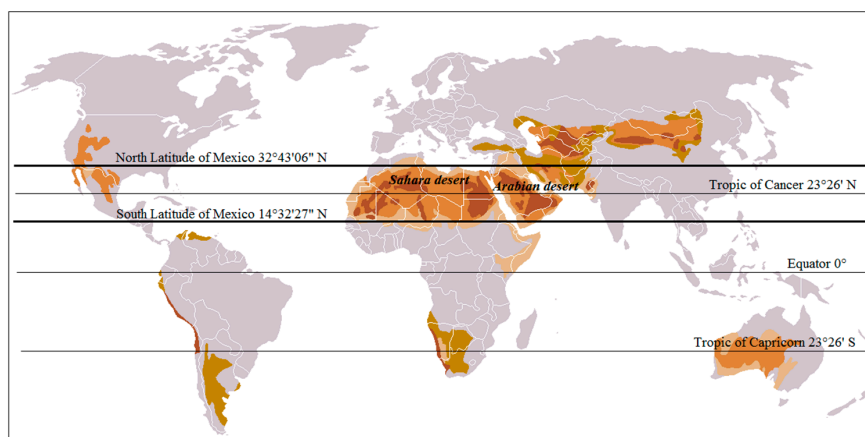 North Latitude of Mexico 32°43'06" N
Sahara desert
Arabian desert
Tropic of Cancer 23°26' N
South Latitude of Mexico 14°32'27" N
Equator 0°
Tropic of Capricorn 23°26' S